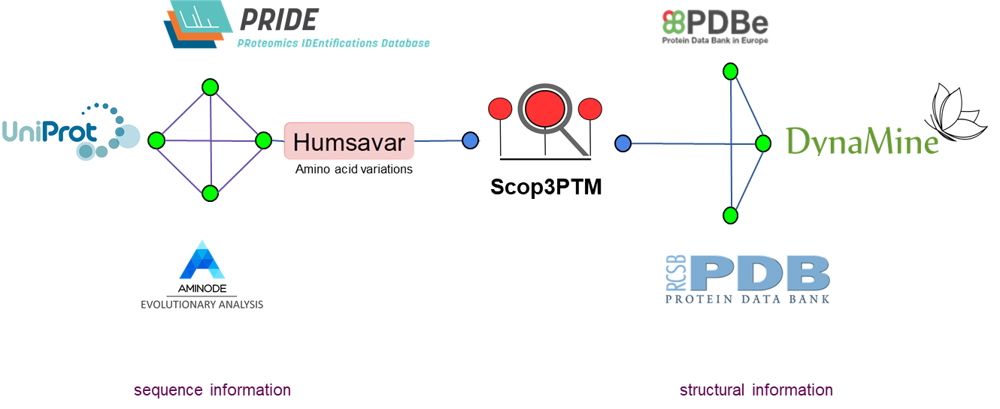 PRIDE
PRoteomics IDEntifications Database
PDBe
Protein Data Bank in Europe
UniProt
Humsavar
Amino acid variations
DynaMine
Scop3PTM
AMINODE
EVOLUTIONARY ANALYSIS
RCSB
PDB
PROTEIN DATA BANK
sequence information
structural information